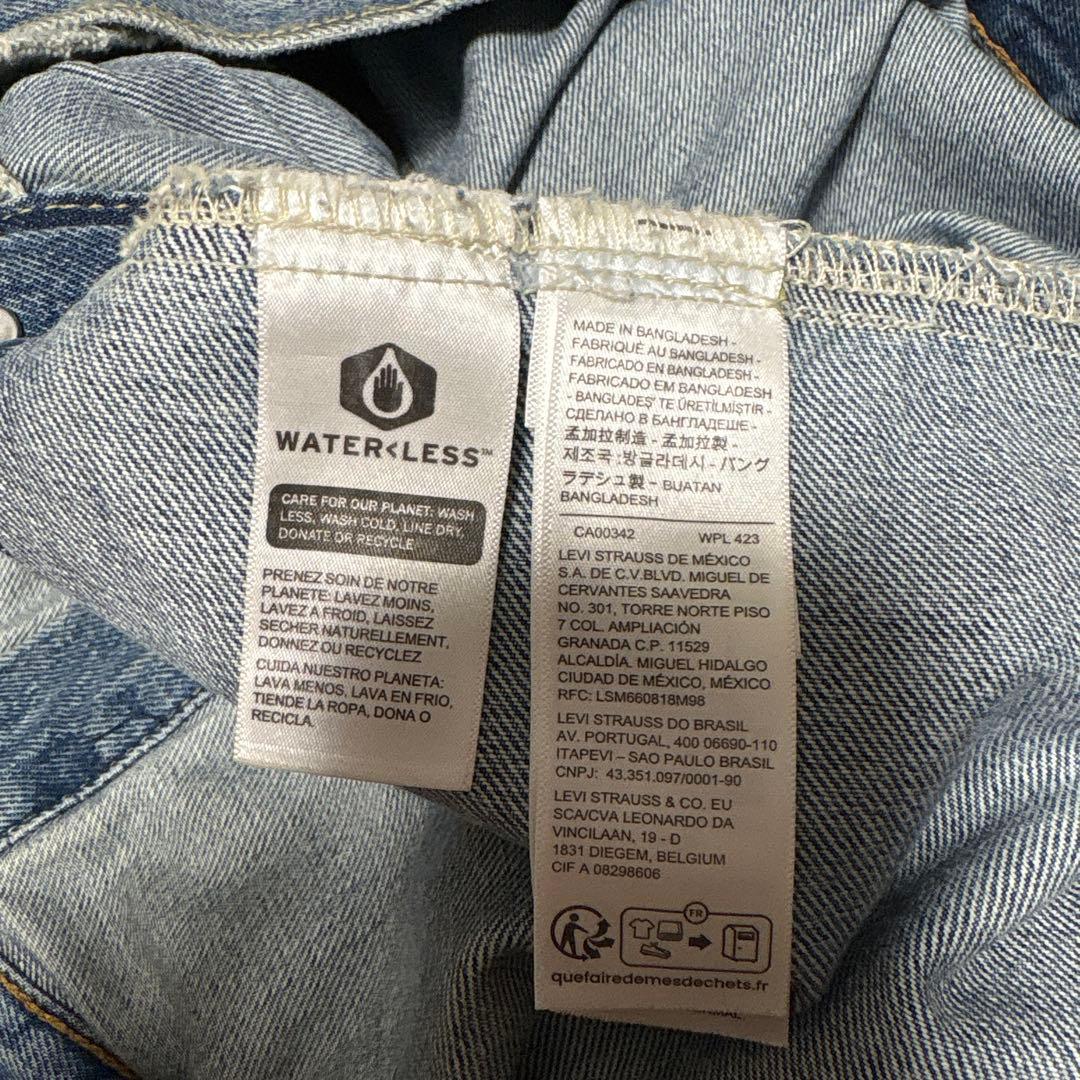 WATER<LESS™
CARE FOR OUR PLANET: WASH
LESS, WASH COLD, LINE DRY,
DONATE OR RECYCLE
PRENEZ SOIN DE NOTRE
PLANETE: LAVEZ MOINS,
LAVEZ A FROID, LAISSEZ
SECHER NATURELLEMENT,
DONNEZ OU RECYCLEZ
CUIDA NUESTRO PLANETA:
LAVA MENOS, LAVA EN FRIO,
TIENDE LA ROPA, DONA O
RECICLA.
MADE IN BANGLADESH -
FABRIQUÉ AU BANGLADESH -
FABRICADO EN BANGLADESH -
FABRICADO EM BANGLADESH
- BANGLADEŞ' TE ÜRETİLMİŞTİR -
СДЕЛАНО В БАНГЛАДЕШЕ -
孟加拉制造 - 孟加拉製 -
제조국 :방글라데시 - バング
ラデシュ製 - BUATAN
BANGLADESH
CA00342 WPL 423
LEVI STRAUSS DE MÉXICO
S.A. DE C.V.BLVD. MIGUEL DE
CERVANTES SAAVEDRA
NO. 301, TORRE NORTE PISO
7 COL. AMPLIACIÓN
GRANADA C.P. 11529
ALCALDÍA. MIGUEL HIDALGO
CIUDAD DE MÉXICO, MÉXICO
RFC: LSM660818M98
LEVI STRAUSS DO BRASIL
AV. PORTUGAL, 400 06690-110
ITAPEVI – SAO PAULO BRASIL
CNPJ: 43.351.097/0001-90
LEVI STRAUSS & CO. EU
SCA/CVA LEONARDO DA
VINCILAAN, 19 - D
1831 DIEGEM, BELGIUM
CIF A 08298606
FR
quefairedemesdechets.fr